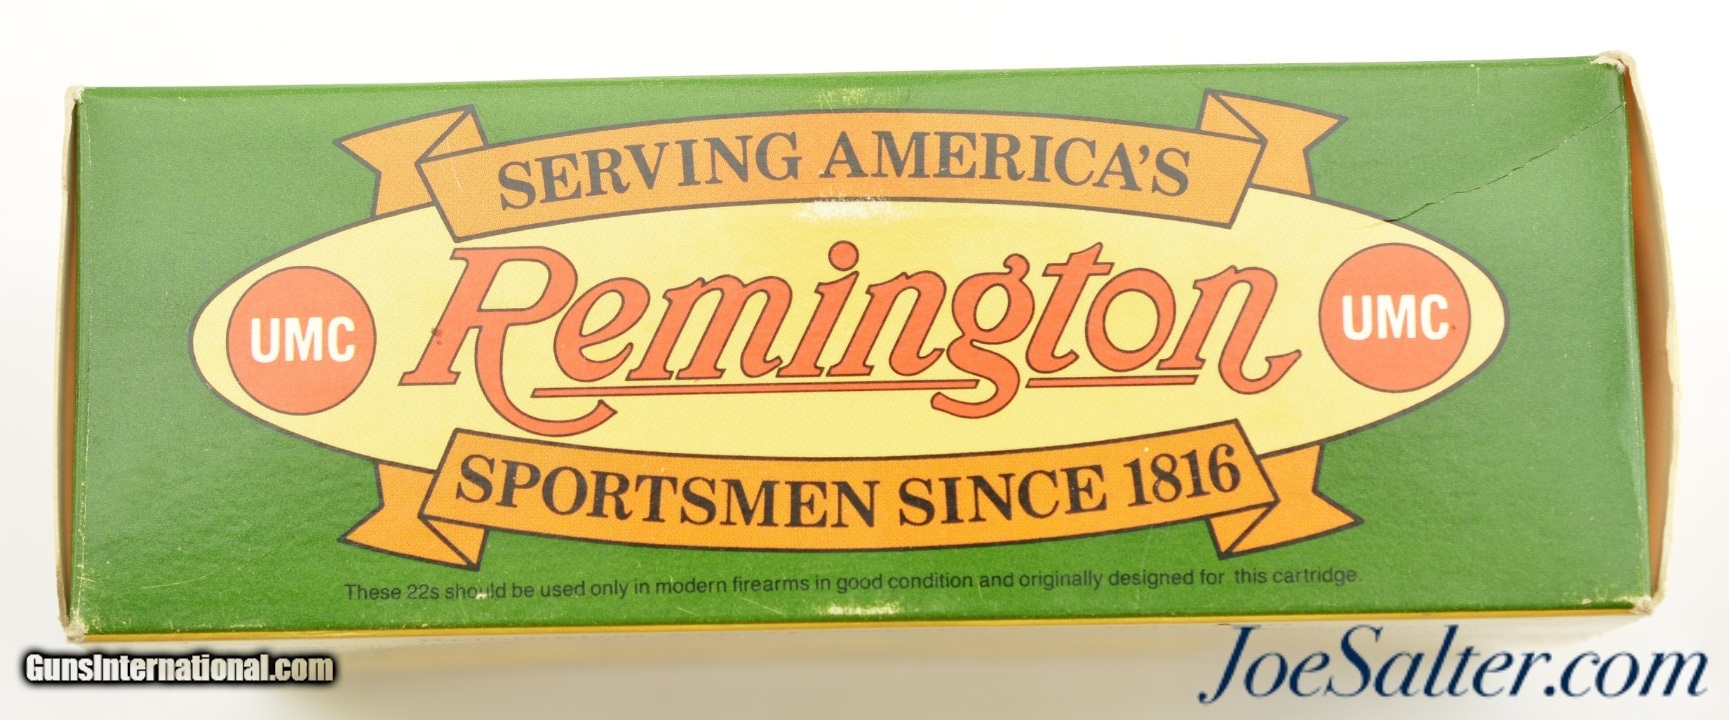 SERVING AMERICA'S
UMC Remington UMC
SPORTSMEN SINCE 1816
These 22s should be used only in modern firearms in good condition and originally designed for this cartridge.
GunsInternational.com
JoeSalter.com